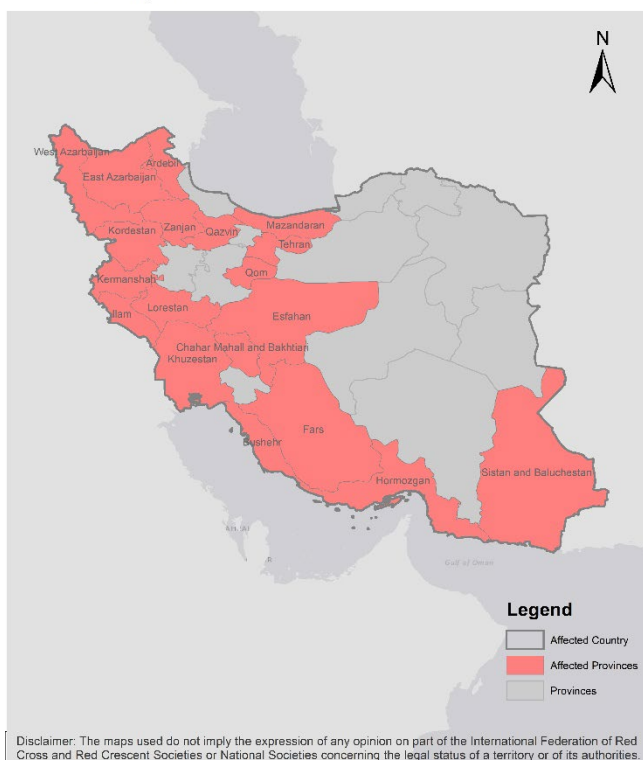 N
West Azarbaijan
Ardebil
East Azarbaijan
Kordestan
Zanjan
Qazvin
Mazandaran
Tehran
Qom
Kermanshah
Ilam
Lorestan
Esfahan
Chahar Mahall and Bakhtiari
Khuzestan
Fars
Bushehr
Hormozgan
Sistan and Baluchestan
Gulf of Oman
Legend
Affected Country
Affected Provinces
Provinces
Disclaimer: The maps used do not imply the expression of any opinion on part of the International Federation of Red
Cross and Red Crescent Societies or National Societies concerning the legal status of a territory or of its authorities.